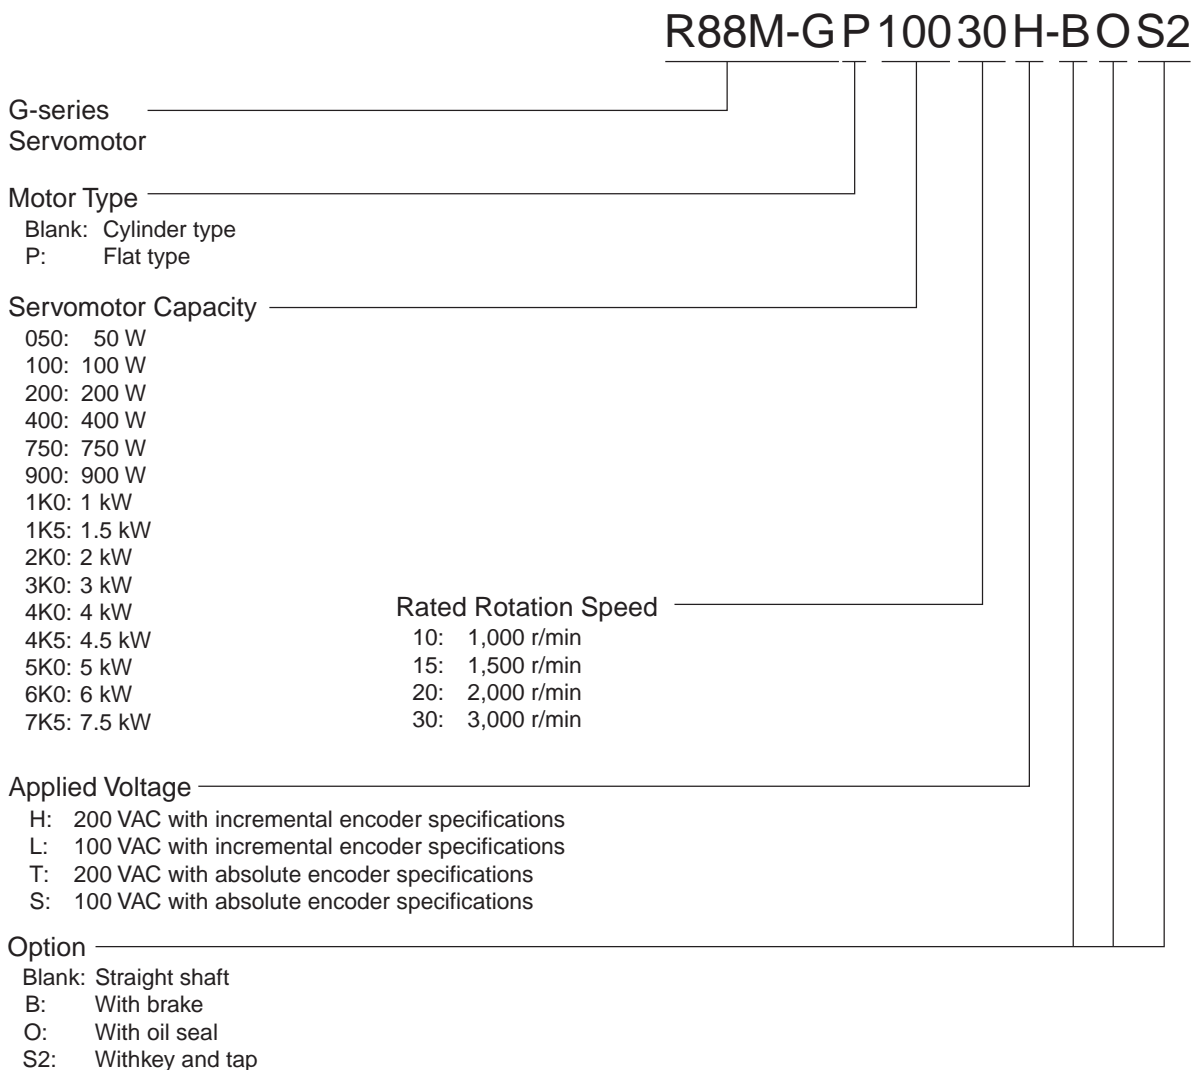 R88M-GP10030H-BOS2
G-series
Servomotor
Motor Type
Blank: Cylinder type
P: Flat type
Servomotor Capacity
050: 50 W
100: 100 W
200: 200 W
400: 400 W
750: 750 W
900: 900 W
1K0: 1 kW
1K5: 1.5 kW
2K0: 2 kW
3K0: 3 kW
4K0: 4 kW
4K5: 4.5 kW
5K0: 5 kW
6K0: 6 kW
7K5: 7.5 kW
Rated Rotation Speed
10: 1,000 r/min
15: 1,500 r/min
20: 2,000 r/min
30: 3,000 r/min
Applied Voltage
H: 200 VAC with incremental encoder specifications
L: 100 VAC with incremental encoder specifications
T: 200 VAC with absolute encoder specifications
S: 100 VAC with absolute encoder specifications
Option
Blank: Straight shaft
B: With brake
O: With oil seal
S2: Withkey and tap